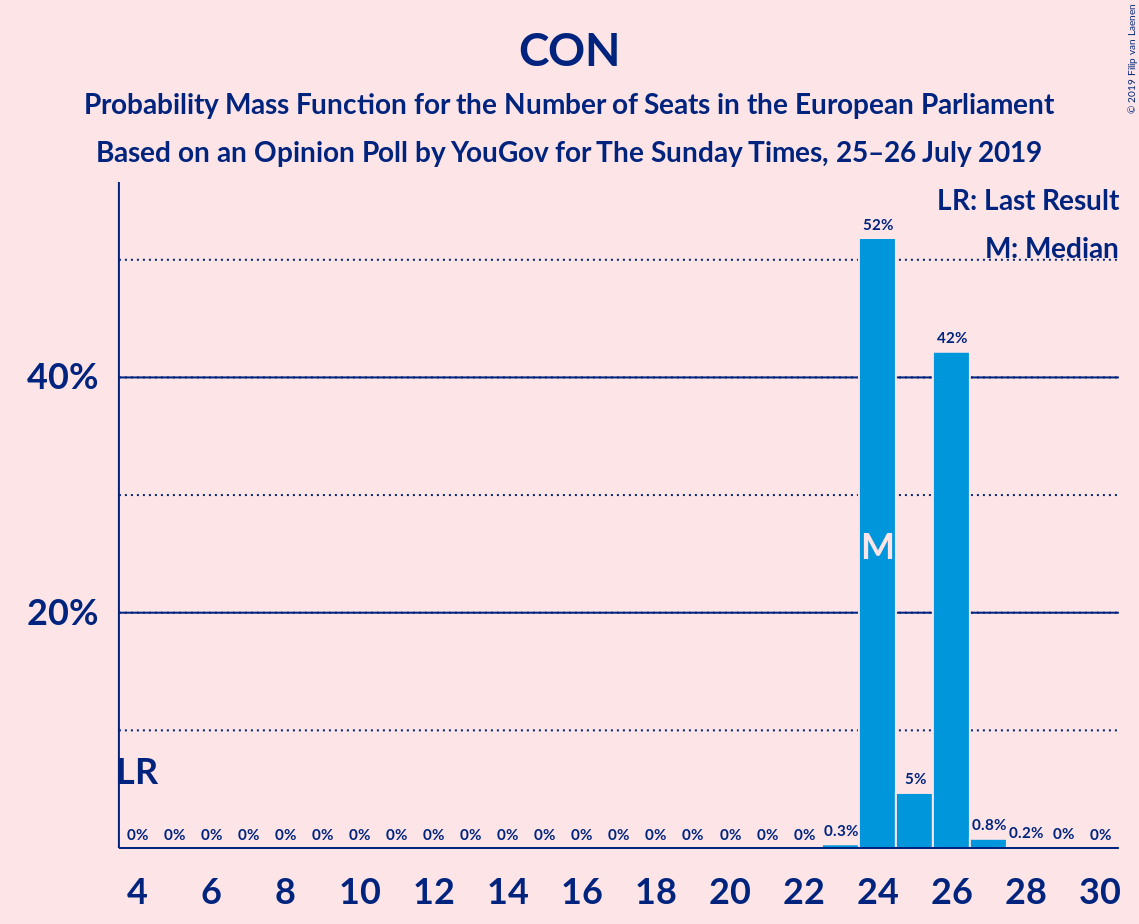 CON
Probability Mass Function for the Number of Seats in the European Parliament
Based on an Opinion Poll by YouGov for The Sunday Times, 25–26 July 2019
© 2019 Filip van Laenen
LR: Last Result
M: Median
52%
42%
40%
M
20%
LR
5%
0% 0% 0% 0% 0% 0% 0% 0% 0% 0% 0% 0% 0% 0% 0% 0% 0% 0% 0% 0.3% 0.8% 0.2% 0% 0%
4 6 8 10 12 14 16 18 20 22 24 26 28 30